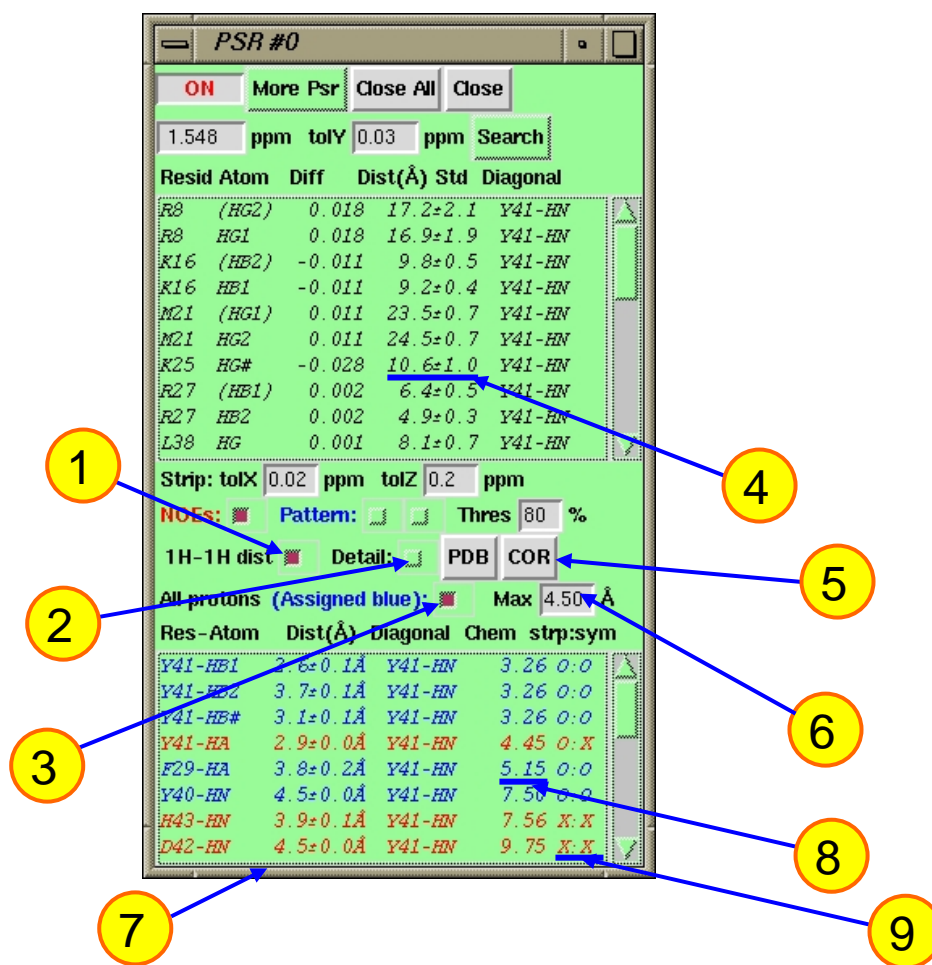 PSR #0
ON More Psr Close All Close
1.548 ppm tolY 0.03 ppm Search
Resid Atom Diff Dist(Å) Std Diagonal
R8 (HG2) 0.018 17.2±2.1 Y41-HN
R8 HG1 0.018 16.9±1.9 Y41-HN
K16 (HB2) -0.011 9.8±0.5 Y41-HN
K16 HB1 -0.011 9.2±0.4 Y41-HN
M21 (HG1) 0.011 23.5±0.7 Y41-HN
M21 HG2 0.011 24.5±0.7 Y41-HN
K25 HG# -0.028 10.6±1.0 Y41-HN
R27 (HB1) 0.002 6.4±0.5 Y41-HN
R27 HB2 0.002 4.9±0.3 Y41-HN
L38 HG 0.001 8.1±0.7 Y41-HN
1
4
Strip: tolX 0.02 ppm tolZ 0.2 ppm
NOEs: Pattern: Thres 80 %
1H-1H dist Detail: PDB COR
5
2
All protons (Assigned blue): Max 4.50 Å
Res-Atom Dist(Å) Diagonal Chem strp:sym
Y41-HB1 2.6±0.1Å Y41-HN 3.26 O:O
Y41-HB2 3.7±0.1Å Y41-HN 3.26 O:O
Y41-HB# 3.1±0.1Å Y41-HN 3.26 O:O
6
Y41-HA 2.9±0.0Å Y41-HN 4.45 O:X
3
F29-HA 3.8±0.2Å Y41-HN 5.15 O:O
Y40-HN 4.5±0.0Å Y41-HN 7.50 O:O
H43-HN 3.9±0.1Å Y41-HN 7.56 X:X
D42-HN 4.5±0.0Å Y41-HN 9.75 X:X
8
7
9